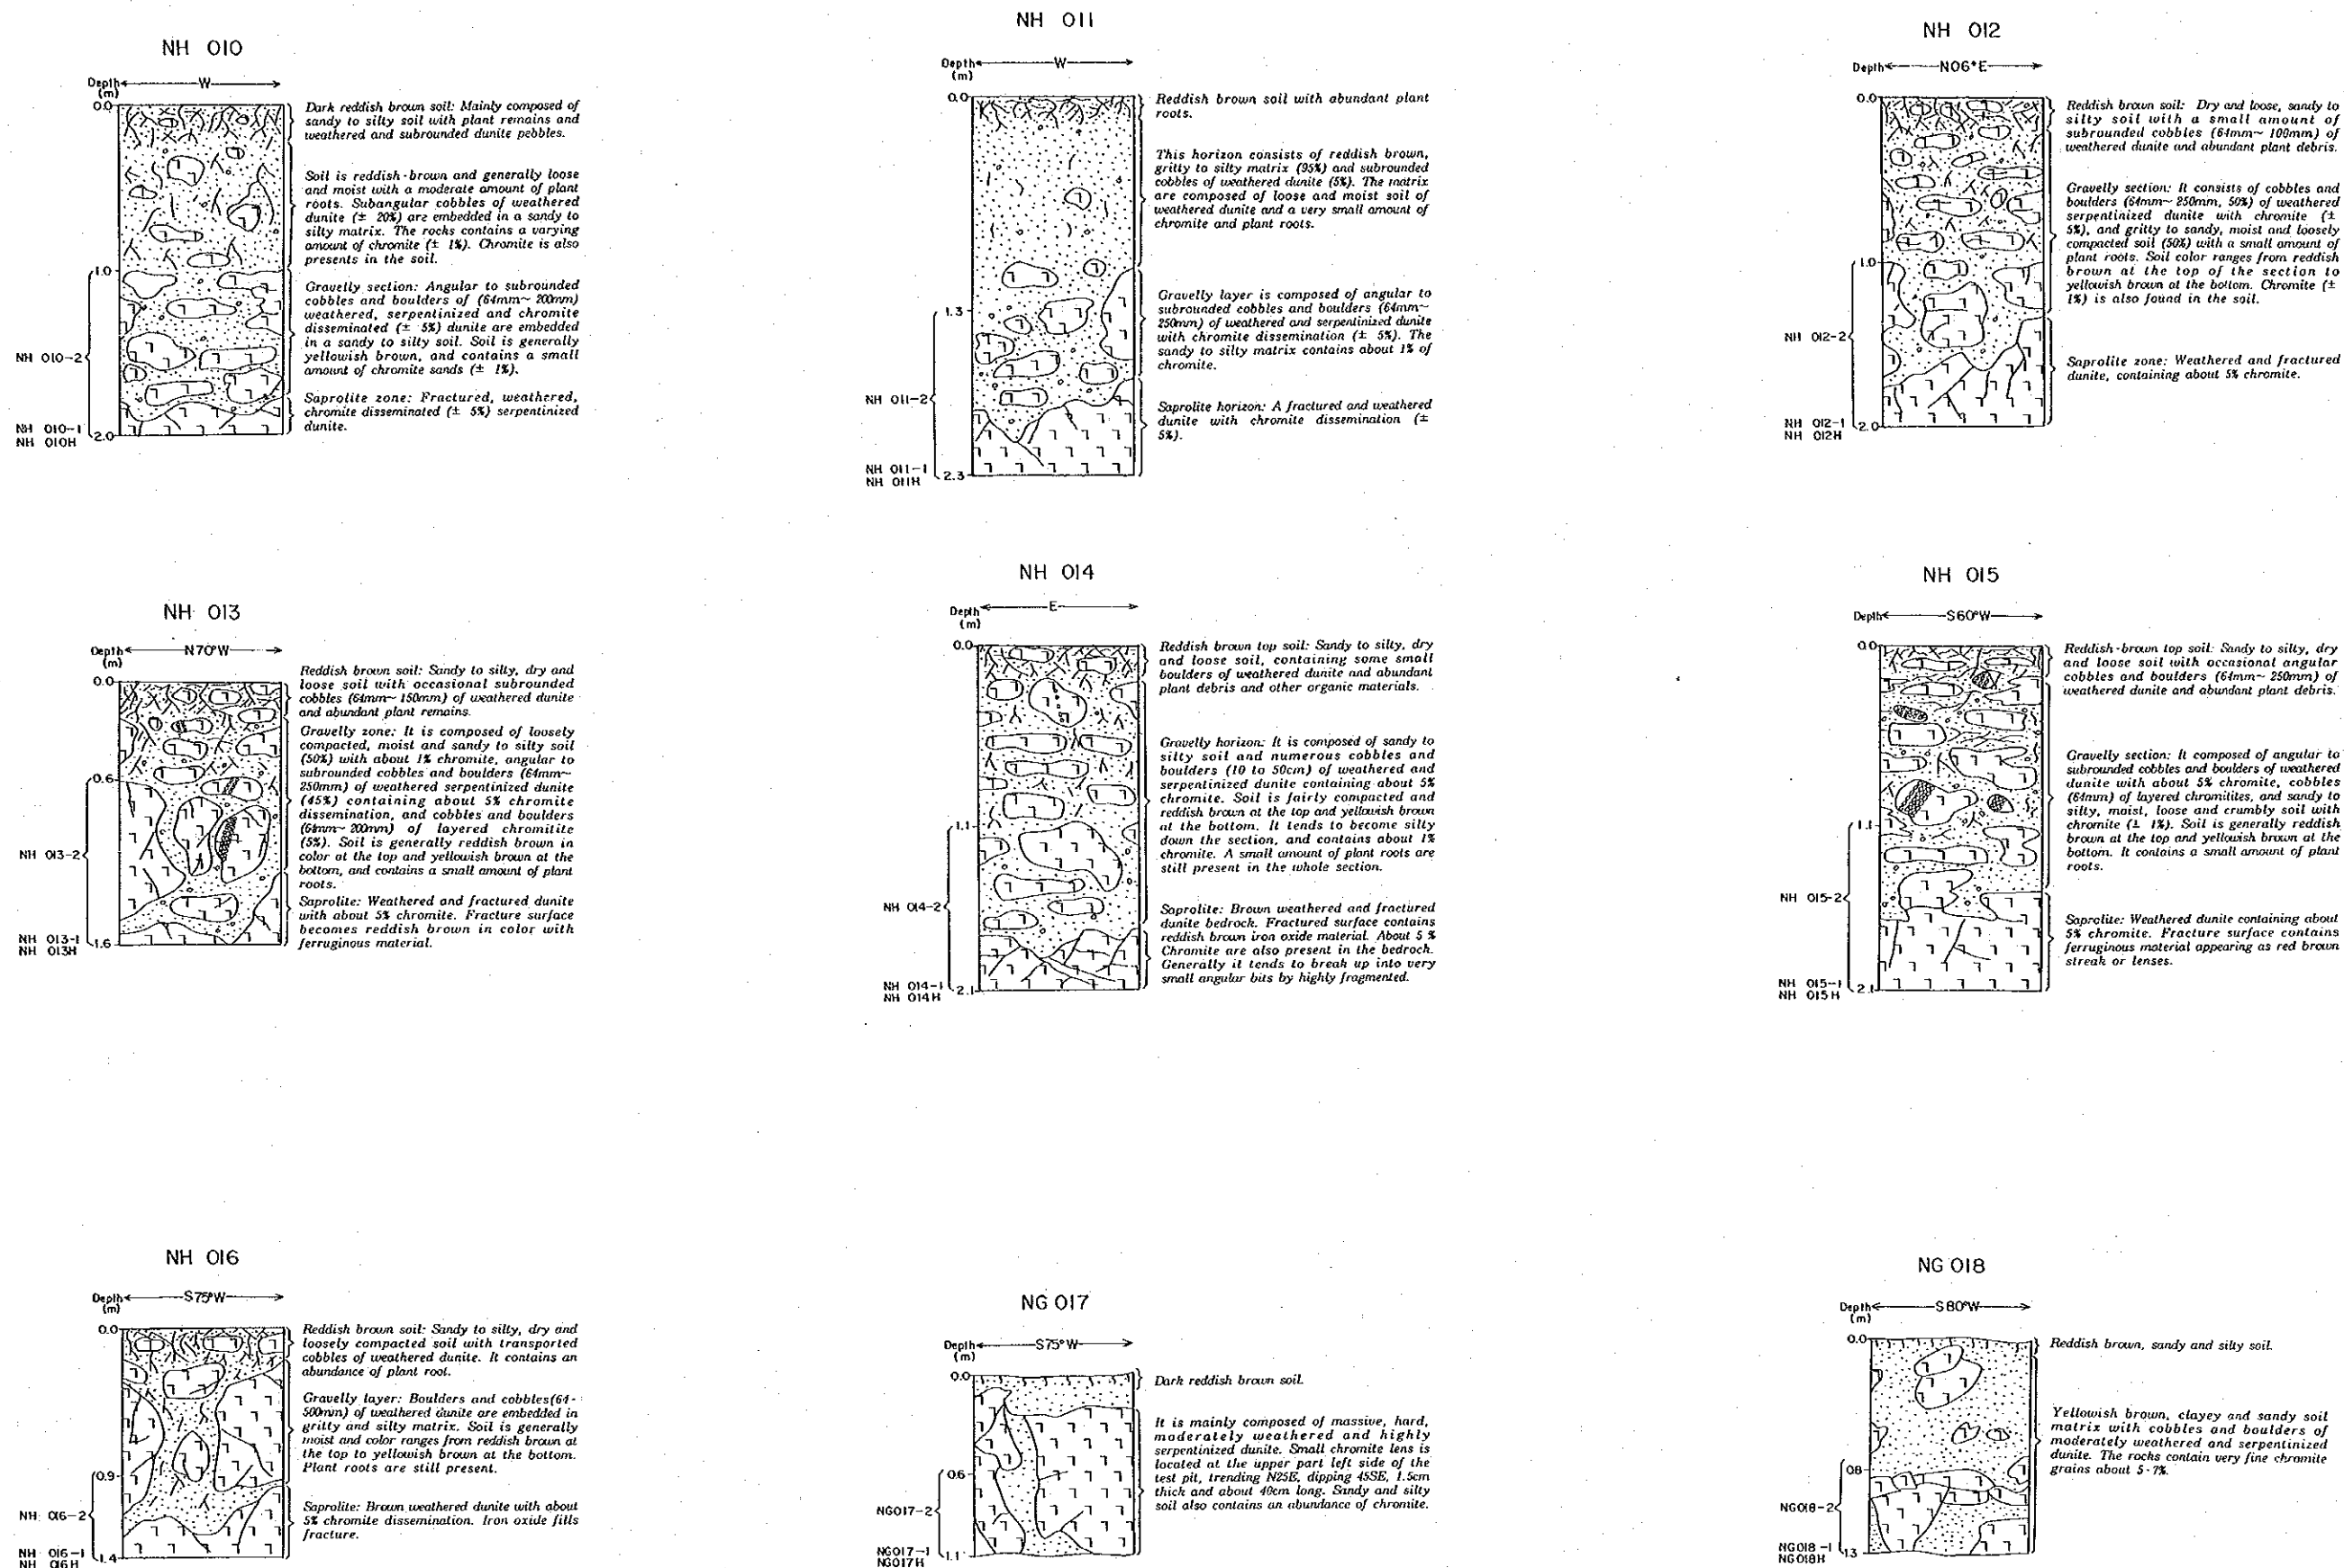 NH 010
Depth
(m)
W
0.0
1.0
2.0
NH 010-2
NH 010-1
NH 010H
Dark reddish brown soil: Mainly composed of
sandy to silty soil with plant remains and
weathered and subrounded dunite pebbles.
Soil is reddish-brown and generally loose
and moist with a moderate amount of plant
roots. Subangular cobbles of weathered
dunite (± 20%) are embedded in a sandy to
silty matrix. The rocks contains a varying
amount of chromite (± 1%). Chromite is also
presents in the soil.
Gravelly section: Angular to subrounded
cobbles and boulders of (64mm~ 200mm)
weathered, serpentinized and chromite
disseminated (± 5%) dunite are embedded
in a sandy to silty soil. Soil is generally
yellowish brown, and contains a small
amount of chromite sands (± 1%).
Saprolite zone: Fractured, weathered,
chromite disseminated (± 5%) serpentinized
dunite.
NH 011
Depth
(m)
W
0.0
1.3
2.3
NH 011-2
NH 011-1
NH 011H
Reddish brown soil with abundant plant
roots.
This horizon consists of reddish brown,
gritty to silty matrix (95%) and subrounded
cobbles of weathered dunite (5%). The matrix
are composed of loose and moist soil of
weathered dunite and a very small amount of
chromite and plant roots.
Gravelly layer is composed of angular to
subrounded cobbles and boulders (64mm~
250mm) of weathered and serpentinized dunite
with chromite dissemination (± 5%). The
sandy to silty matrix contains about 1% of
chromite.
Saprolite horizon: A fractured and weathered
dunite with chromite dissemination (±
5%).
NH 012
Depth
N06°E
0.0
1.0
2.0
NH 012-2
NH 012-1
NH 012H
Reddish brown soil: Dry and loose, sandy to
silty soil with a small amount of
subrounded cobbles (64mm~ 100mm) of
weathered dunite and abundant plant debris.
Gravelly section: It consists of cobbles and
boulders (64mm~ 250mm, 50%) of weathered
serpentinized dunite with chromite (±
5%), and gritty to sandy, moist and loosely
compacted soil (50%) with a small amount of
plant roots. Soil color ranges from reddish
brown at the top of the section to
yellowish brown at the bottom. Chromite (±
1%) is also found in the soil.
Saprolite zone: Weathered and fractured
dunite, containing about 5% chromite.
NH 013
Depth
(m)
N70°W
0.0
0.6
1.6
NH 013-2
NH 013-1
NH 013H
Reddish brown soil: Sandy to silty, dry and
loose soil with occasional subrounded
cobbles (64mm~ 150mm) of weathered dunite
and abundant plant remains.
Gravelly zone: It is composed of loosely
compacted, moist and sandy to silty soil
(50%) with about 1% chromite, angular to
subrounded cobbles and boulders (64mm~
250mm) of weathered serpentinized dunite
(45%) containing about 5% chromite
dissemination, and cobbles and boulders
(64mm~ 200mm) of layered chromitite
(5%). Soil is generally reddish brown in
color at the top and yellowish brown at the
bottom, and contains a small amount of plant
roots.
Saprolite: Weathered and fractured dunite
with about 5% chromite. Fracture surface
becomes reddish brown in color with
ferruginous material.
NH 014
Depth
(m)
E
0.0
1.1
2.1
NH 014-2
NH 014-1
NH 014H
Reddish brown top soil: Sandy to silty, dry
and loose soil, containing some small
boulders of weathered dunite and abundant
plant debris and other organic materials.
Gravelly horizon: It is composed of sandy to
silty soil and numerous cobbles and
boulders (10 to 50cm) of weathered and
serpentinized dunite containing about 5%
chromite. Soil is fairly compacted and
reddish brown at the top and yellowish brown
at the bottom. It tends to become silty
down the section, and contains about 1%
chromite. A small amount of plant roots are
still present in the whole section.
Saprolite: Brown weathered and fractured
dunite bedrock. Fractured surface contains
reddish brown iron oxide material. About 5 %
Chromite are also present in the bedrock.
Generally it tends to break up into very
small angular bits by highly fragmented.
NH 015
Depth
S60°W
0.0
1.1
2.1
NH 015-2
NH 015-1
NH 015H
Reddish-brown top soil: Sandy to silty, dry
and loose soil with occasional angular
cobbles and boulders (64mm~ 250mm) of
weathered dunite and abundant plant debris.
Gravelly section: It composed of angular to
subrounded cobbles and boulders of weathered
dunite with about 5% chromite, cobbles
(64mm) of layered chromitites, and sandy to
silty, moist, loose and crumbly soil with
chromite (± 1%). Soil is generally reddish
brown at the top and yellowish brown at the
bottom. It contains a small amount of plant
roots.
Saprolite: Weathered dunite containing about
5% chromite. Fracture surface contains
ferruginous material appearing as red brown
streak or lenses.
NH 016
Depth
(m)
S75°W
0.0
0.9
1.4
NH 016-2
NH 016-1
NH 016H
Reddish brown soil: Sandy to silty, dry and
loosely compacted soil with transported
cobbles of weathered dunite. It contains an
abundance of plant root.
Gravelly layer: Boulders and cobbles(64-
500mm) of weathered dunite are embedded in
gritty and silty matrix. Soil is generally
moist and color ranges from reddish brown at
the top to yellowish brown at the bottom.
Plant roots are still present.
Saprolite: Brown weathered dunite with about
5% chromite dissemination. Iron oxide fills
fracture.
NG 017
Depth
(m)
S75°W
0.0
0.6
1.1
NG017-2
NG017-1
NG017H
Dark reddish brown soil.
It is mainly composed of massive, hard,
moderately weathered and highly
serpentinized dunite. Small chromite lens is
located at the upper part left side of the
test pit, trending N25E, dipping 45SE, 1.5cm
thick and about 40cm long. Sandy and silty
soil also contains an abundance of chromite.
NG 018
Depth
(m)
S80°W
0.0
0.8
1.3
NG018-2
NG018-1
NG018H
Reddish brown, sandy and silty soil.
Yellowish brown, clayey and sandy soil
matrix with cobbles and boulders of
moderately weathered and serpentinized
dunite. The rocks contain very fine chromite
grains about 5-7%.